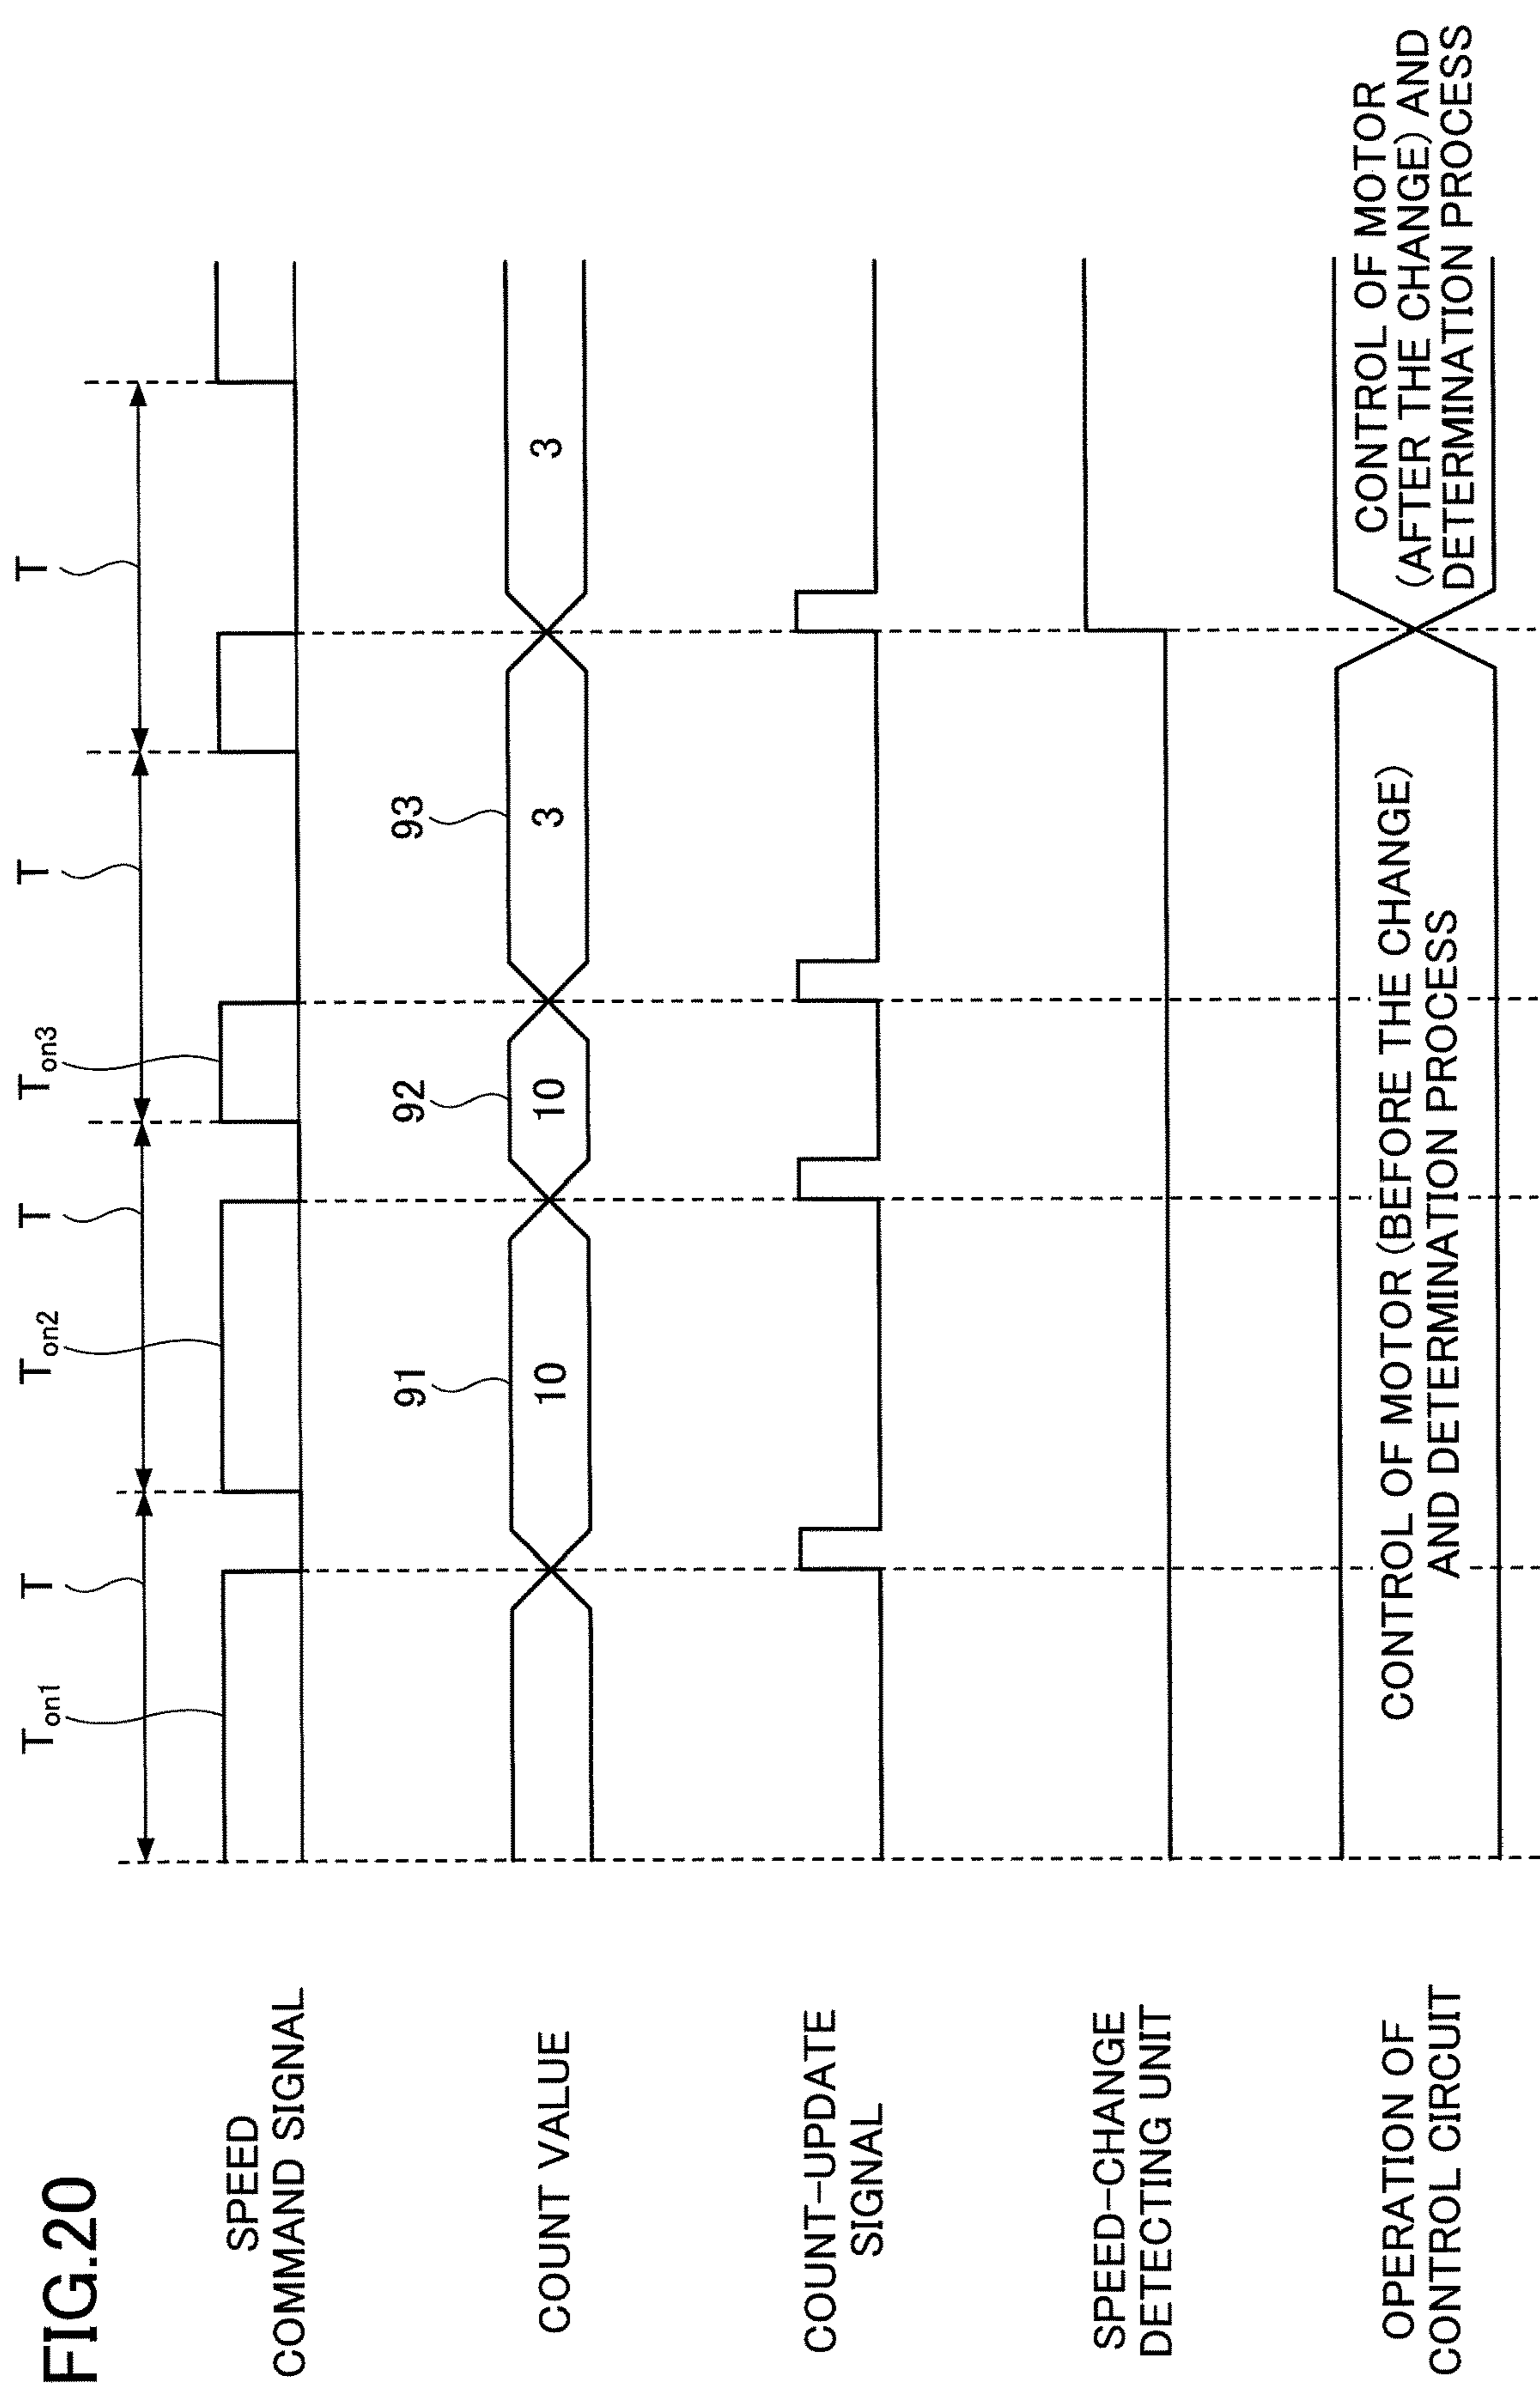 FIG.20
T
T
T
T
Ton1
Ton2
Ton3
SPEED
COMMAND SIGNAL
91
92
93
COUNT VALUE
10
10
3
3
COUNT-UPDATE
SIGNAL
SPEED-CHANGE
DETECTING UNIT
OPERATION OF
CONTROL CIRCUIT
CONTROL OF MOTOR (BEFORE THE CHANGE)
AND DETERMINATION PROCESS
CONTROL OF MOTOR
(AFTER THE CHANGE) AND
DETERMINATION PROCESS